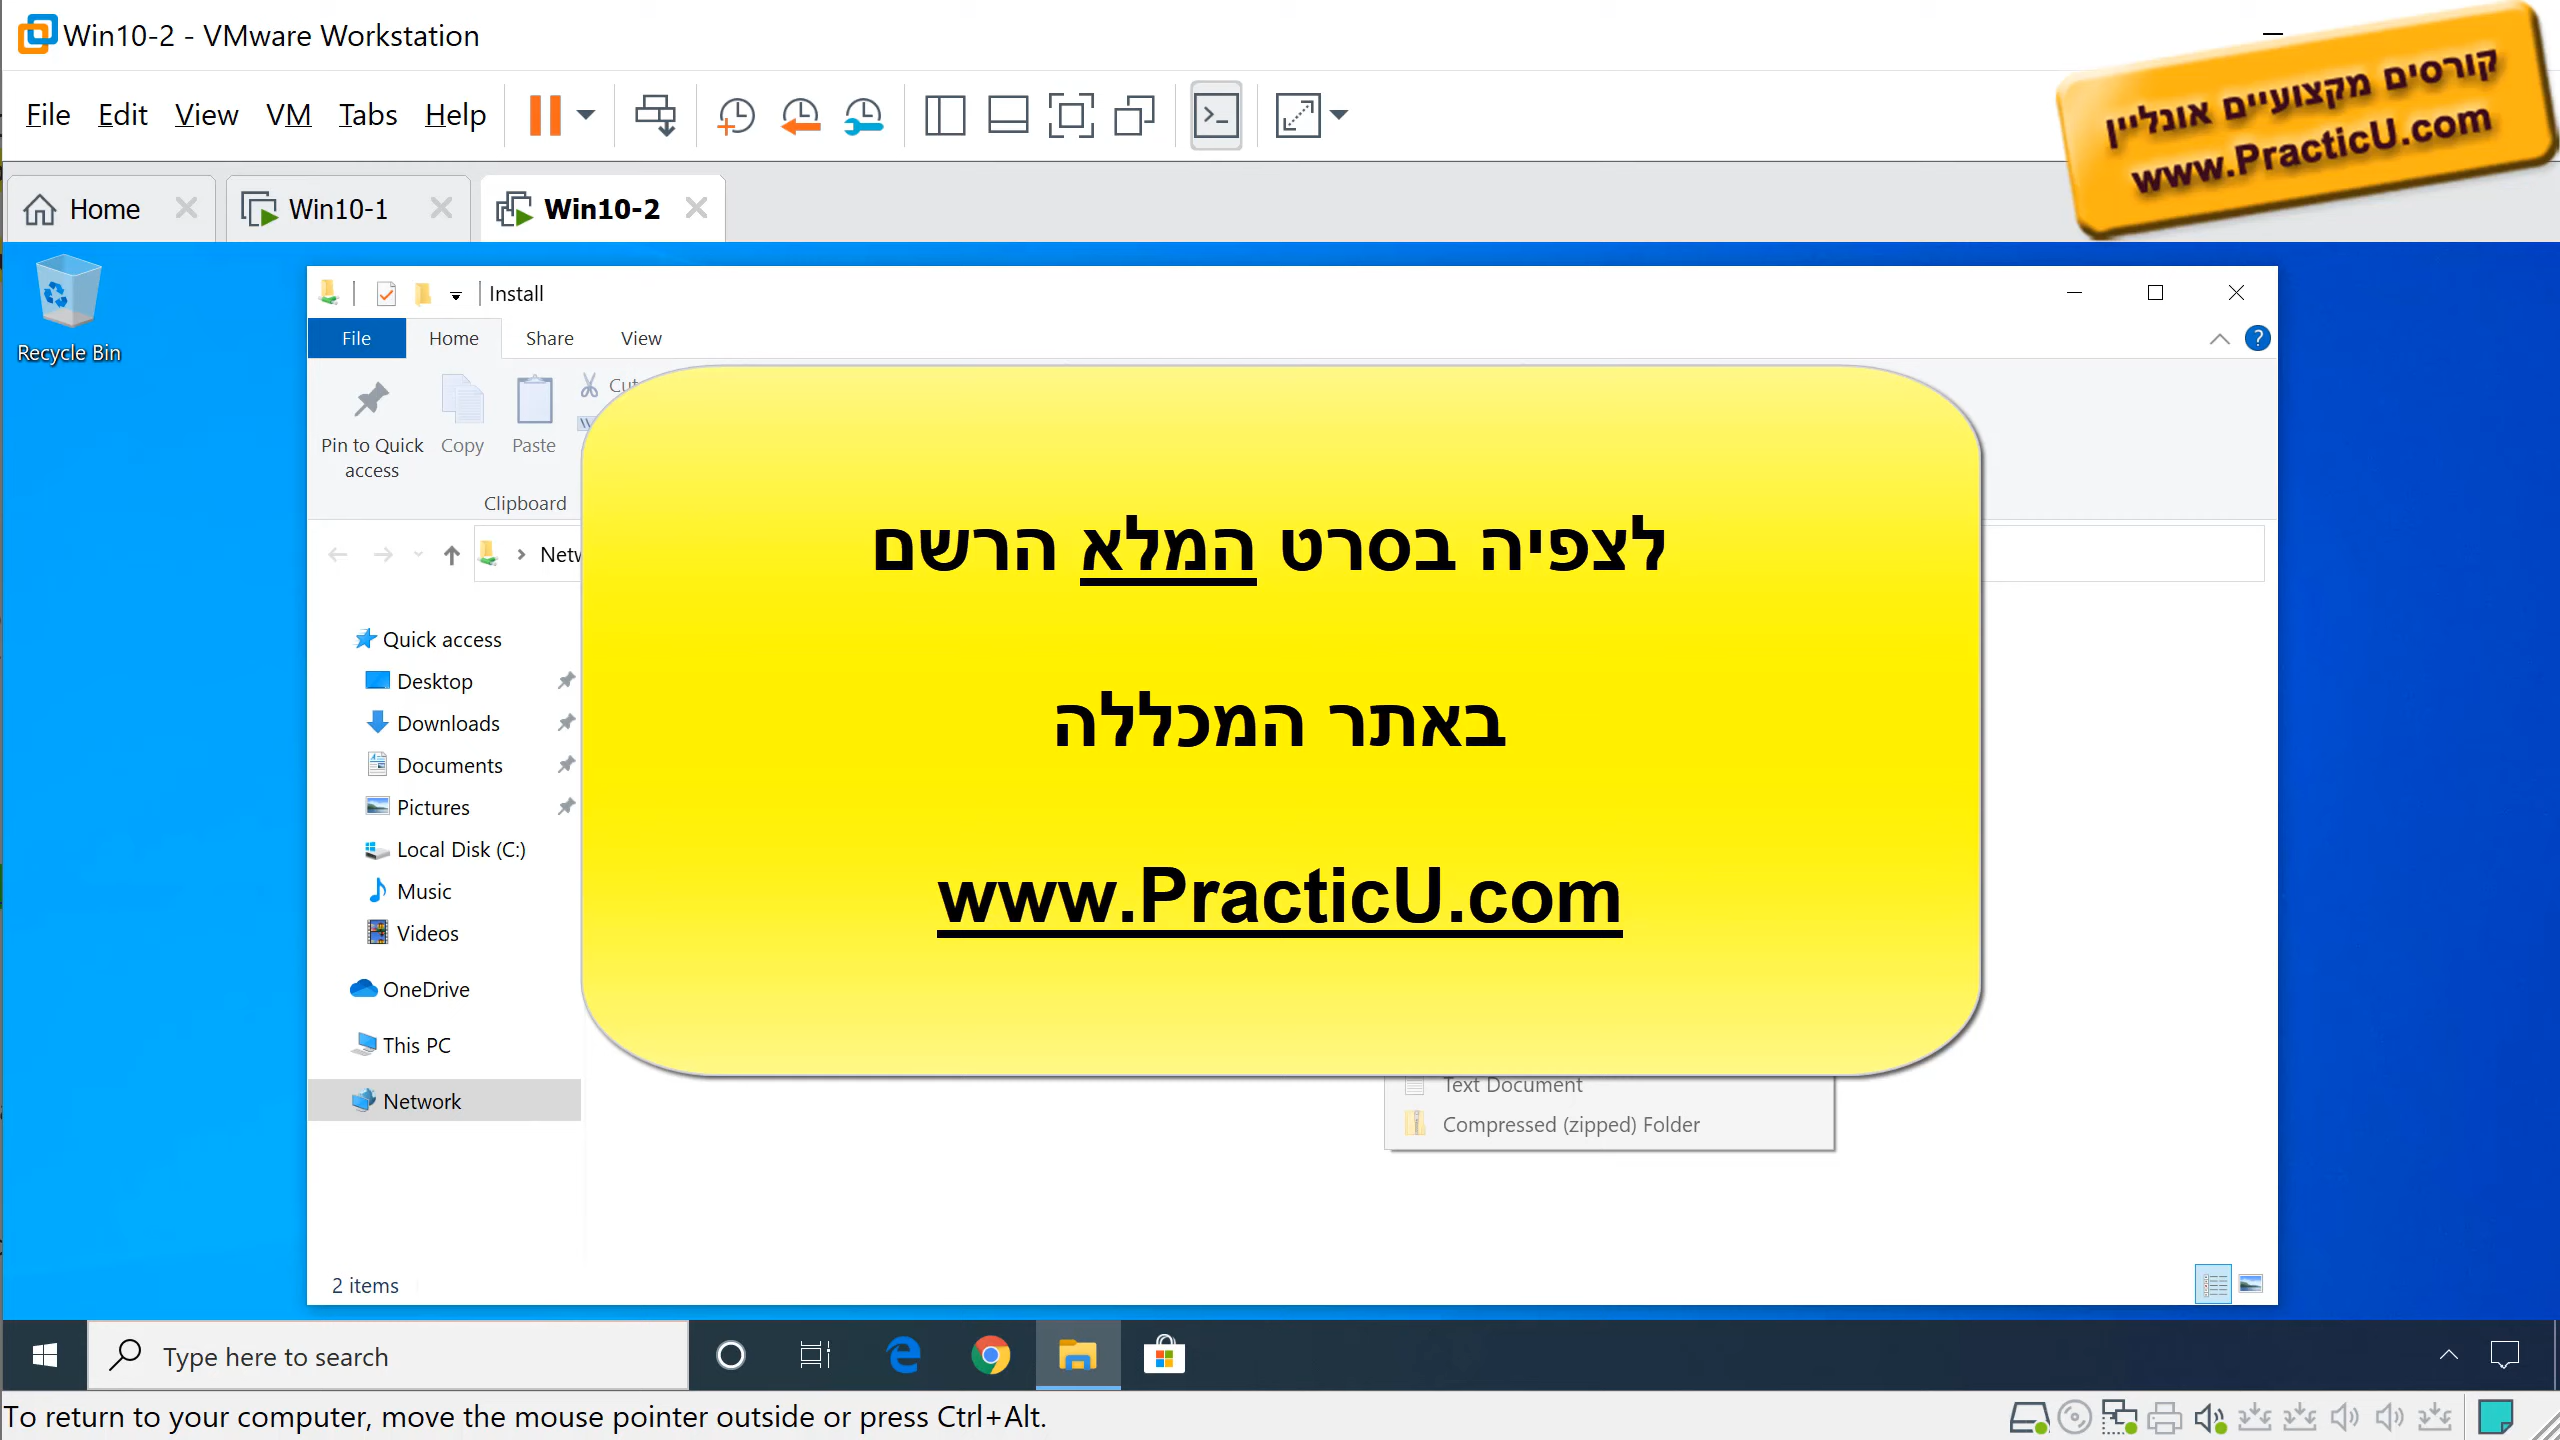 Win10-2 - VMware Workstation
File Edit View VM Tabs Help
קורסים מקצועיים אונליין
www.PracticU.com
Home Win10-1 Win10-2
Recycle Bin
Install
File Home Share View
Pin to Quick access
Copy
Paste
Clipboard
לצפיה בסרט המלא הרשם
באתר המכללה
www.PracticU.com
Quick access
Desktop
Downloads
Documents
Pictures
Local Disk (C:)
Music
Videos
OneDrive
This PC
Network
Text Document
Compressed (zipped) Folder
2 items
Type here to search
To return to your computer, move the mouse pointer outside or press Ctrl+Alt.